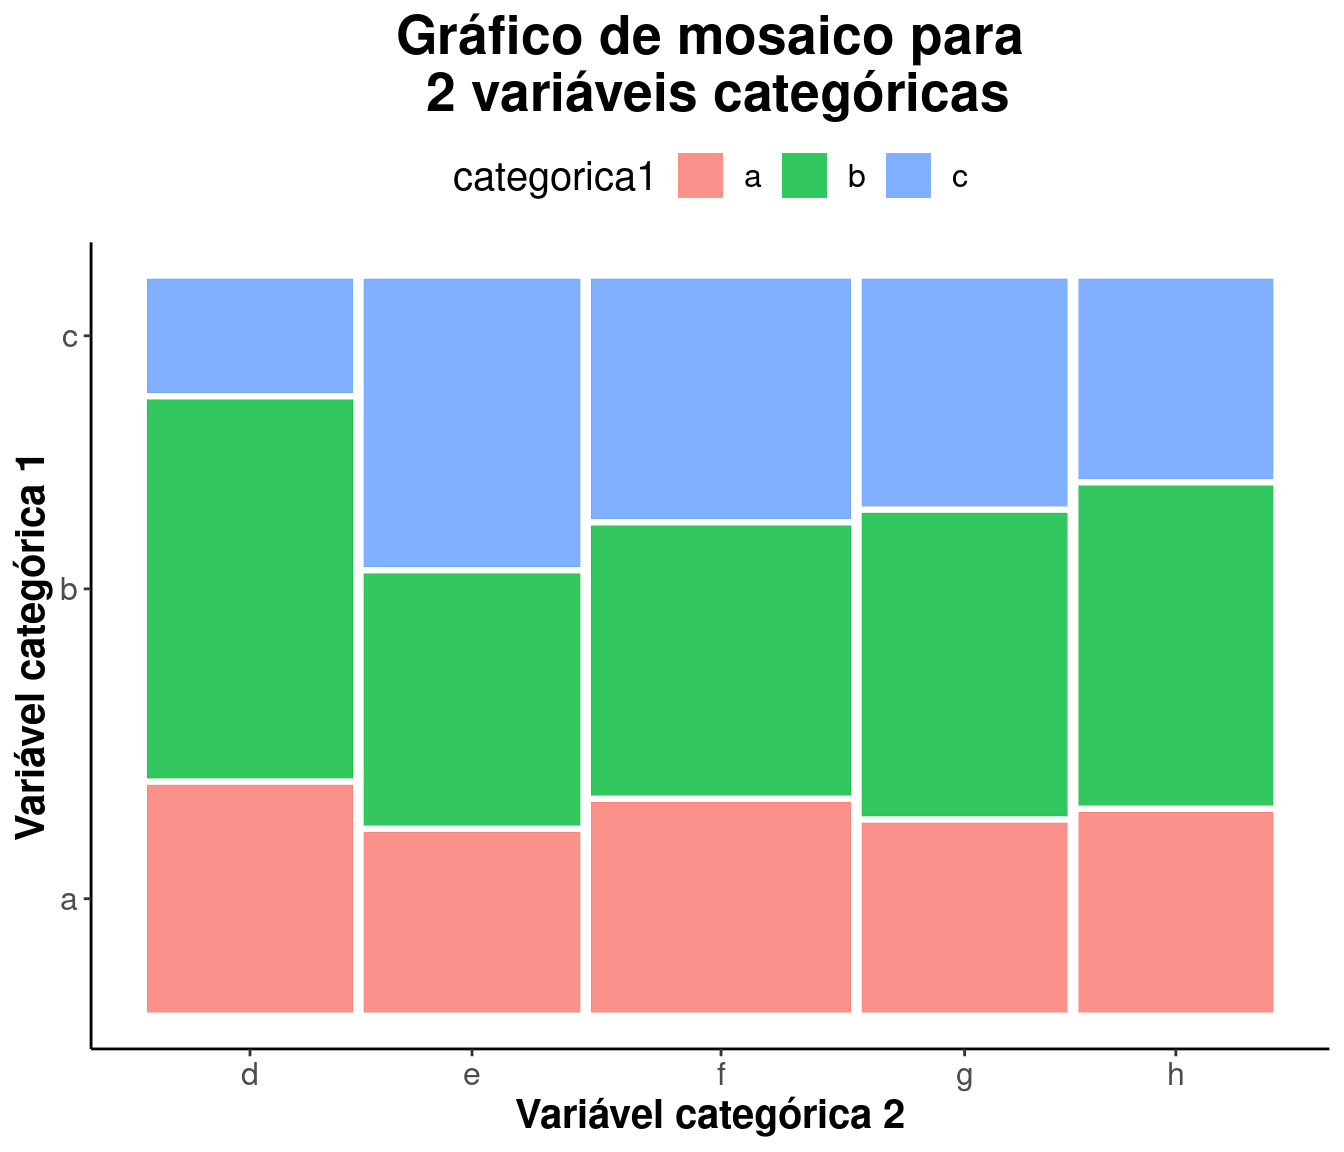 Gráfico de mosaico para
2 variáveis categóricas
categorica1 a b c
c
b
a
Variável categórica 1
d e f g h
Variável categórica 2